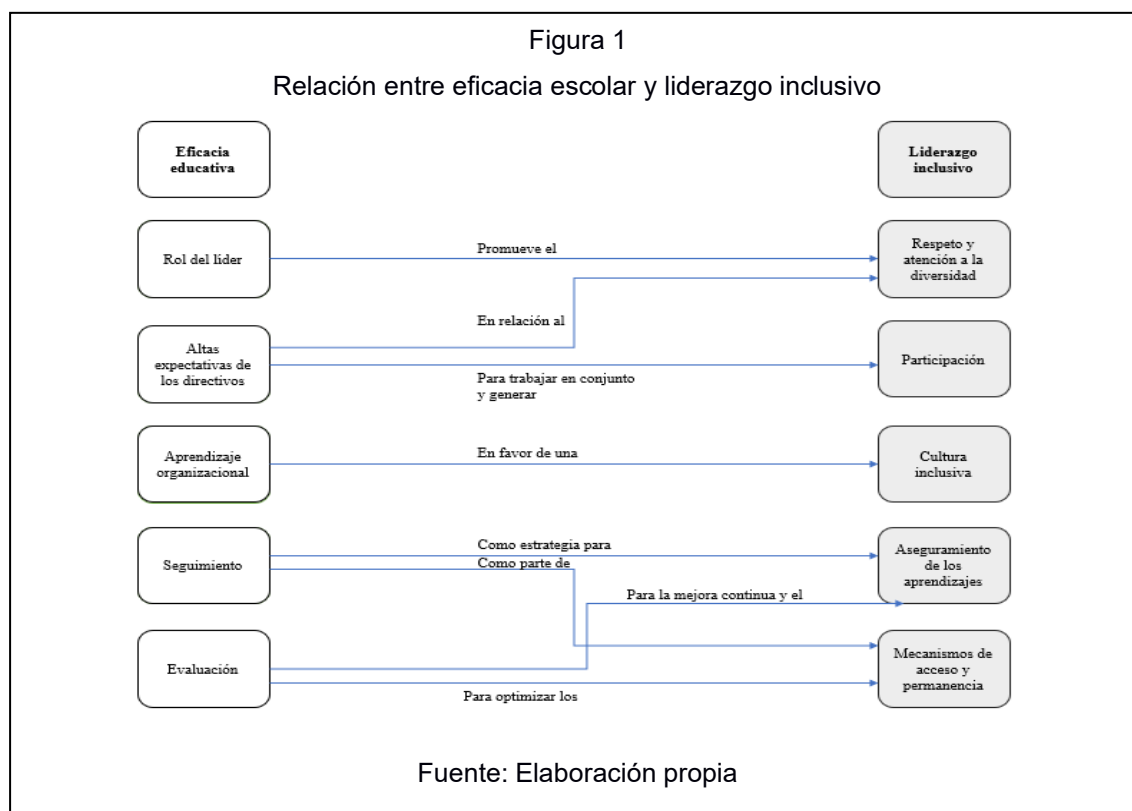 Figura 1
Relación entre eficacia escolar y liderazgo inclusivo
Eficacia
educativa
Liderazgo
inclusivo
Rol del líder
Promueve el
Respeto y
atención a la
diversidad
En relación al
Altas
expectativas de
los directivos
Para trabajar en conjunto
y generar
Participación
Aprendizaje
organizacional
En favor de una
Cultura
inclusiva
Seguimiento
Como estrategia para
Como parte de
Aseguramiento
de los
aprendizajes
Para la mejora continua y el
Evaluación
Para optimizar los
Mecanismos de
acceso y
permanencia
Fuente: Elaboración propia